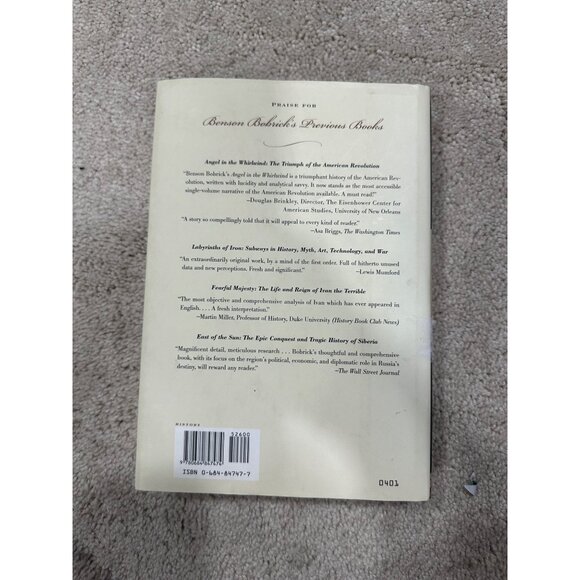 PRAISE FOR
Benson Bobrick's Previous Books
Angel in the Whirlwind: The Triumph of the American Revolution
"Benson Bobrick's Angel in the Whirlwind is a triumphant history of the American Rev-
olution, written with lucidity and analytical savvy. It now stands as the most accessible
single-volume narrative of the American Revolution available. A must read!"
–Douglas Brinkley, Director, The Eisenhower Center for
American Studies, University of New Orleans
"A story so compellingly told that it will appeal to every kind of reader."
–Asa Briggs, The Washington Times
Labyrinths of Iron: Subways in History, Myth, Art, Technology, and War
"An extraordinarily original work, by a mind of the first order. Full of hitherto unused
data and new perceptions. Fresh and significant."
–Lewis Mumford
Fearful Majesty: The Life and Reign of Ivan the Terrible
"The most objective and comprehensive analysis of Ivan which has ever appeared in
English. . . . A fresh interpretation."
–Martin Miller, Professor of History, Duke University (History Book Club News)
East of the Sun: The Epic Conquest and Tragic History of Siberia
"Magnificent detail, meticulous research . . . Bobrick's thoughtful and comprehensive
book, with its focus on the region's political, economic, and diplomatic role in Russia's
destiny, will reward any reader."
–The Wall Street Journal
HISTORY
52600
9 780684 847474
ISBN 0-684-84747-7
0401